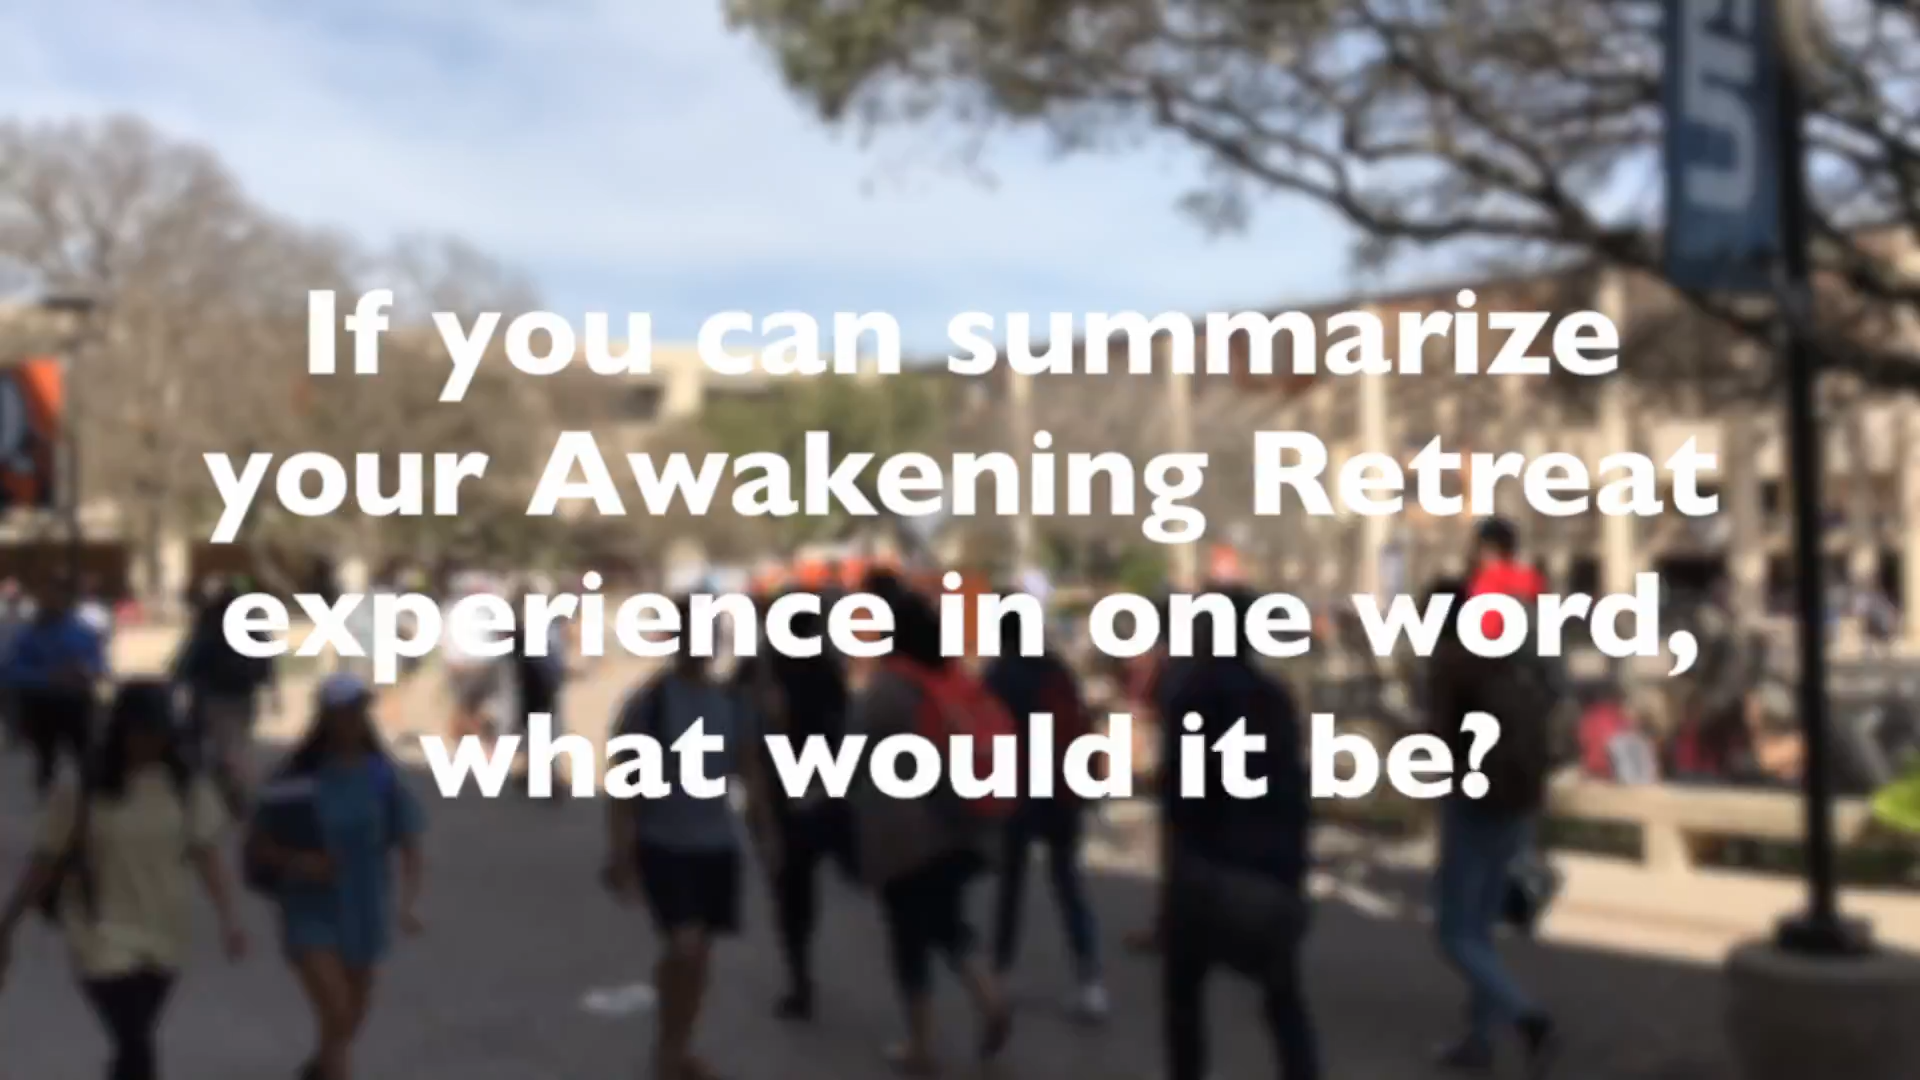 If you can summarize
your Awakening Retreat
experience in one word,
what would it be?